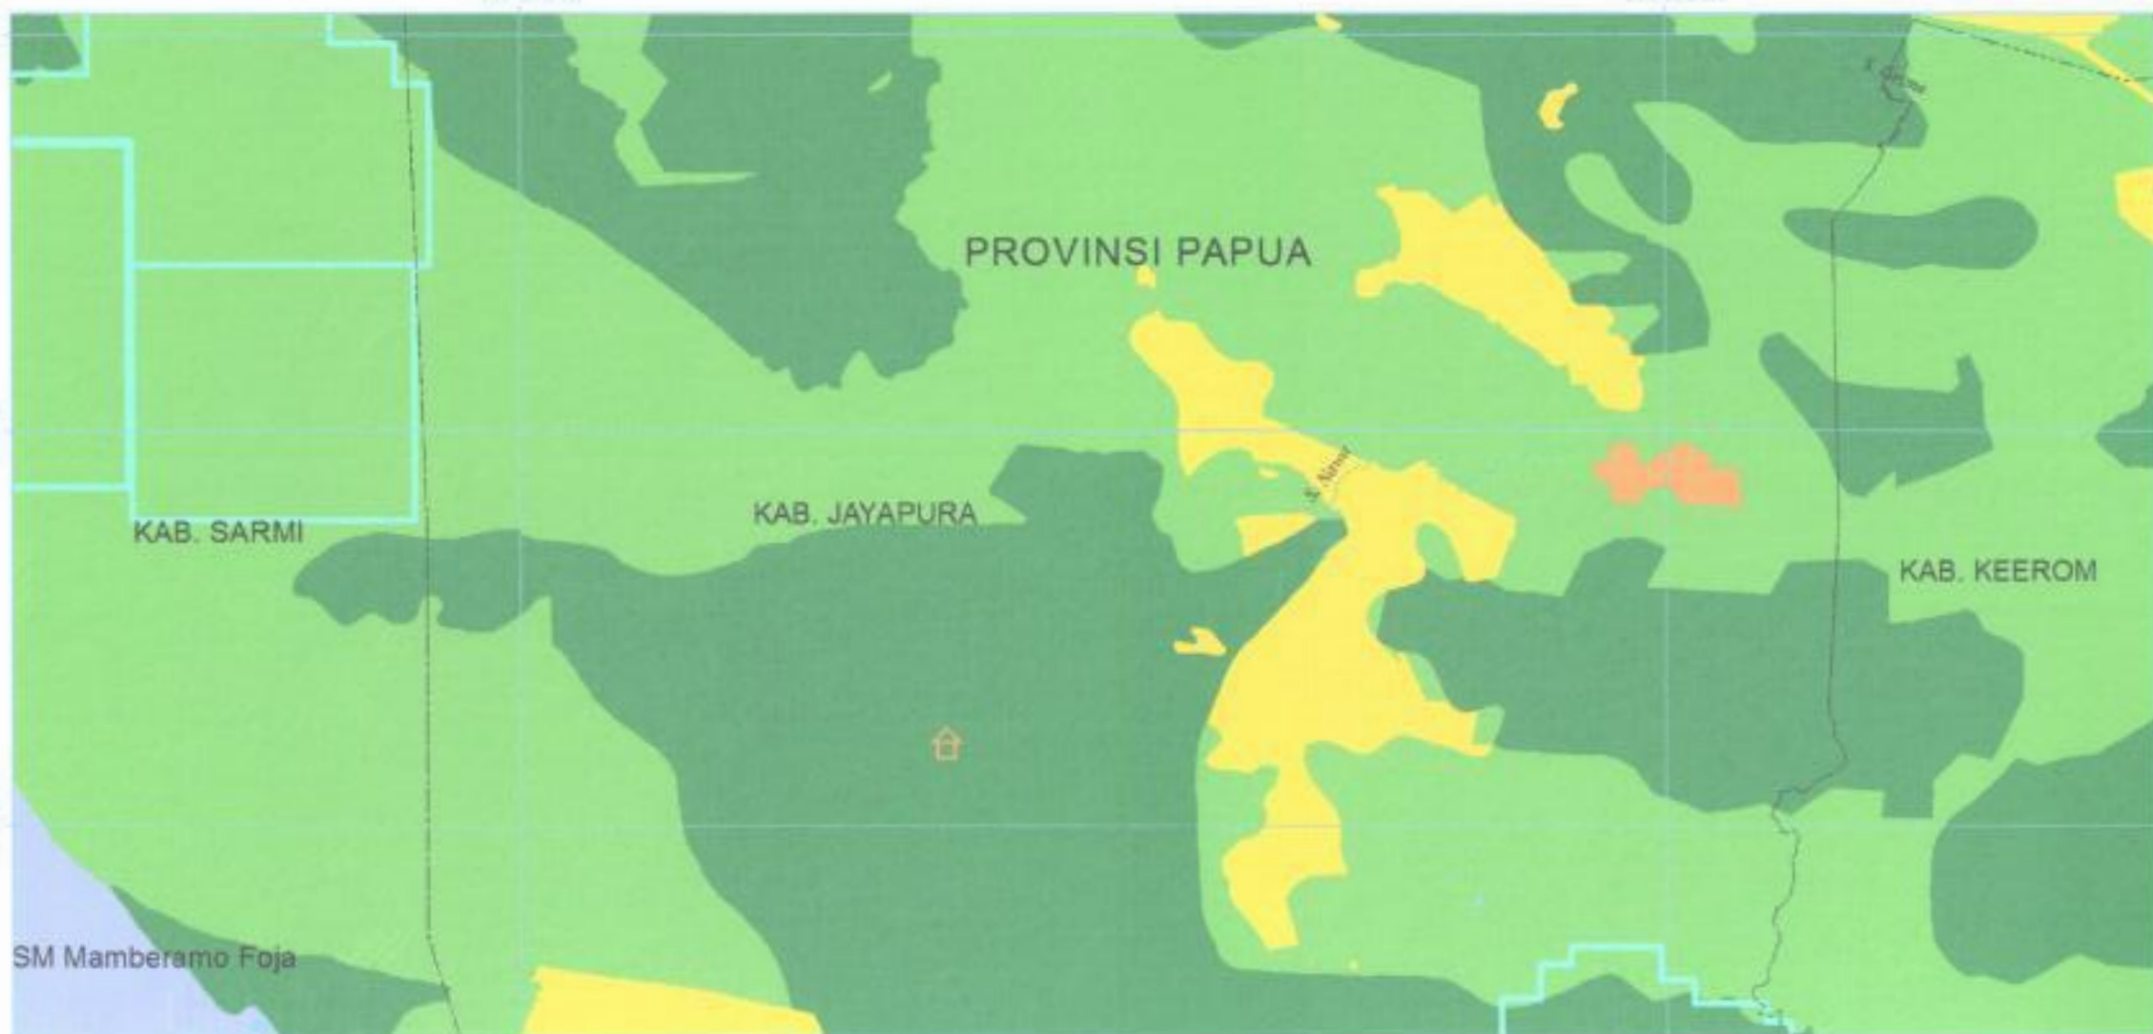 PROVINSI PAPUA
KAB. JAYAPURA
KAB. SARMI
KAB. KEEROM
SM Mamberamo Foja